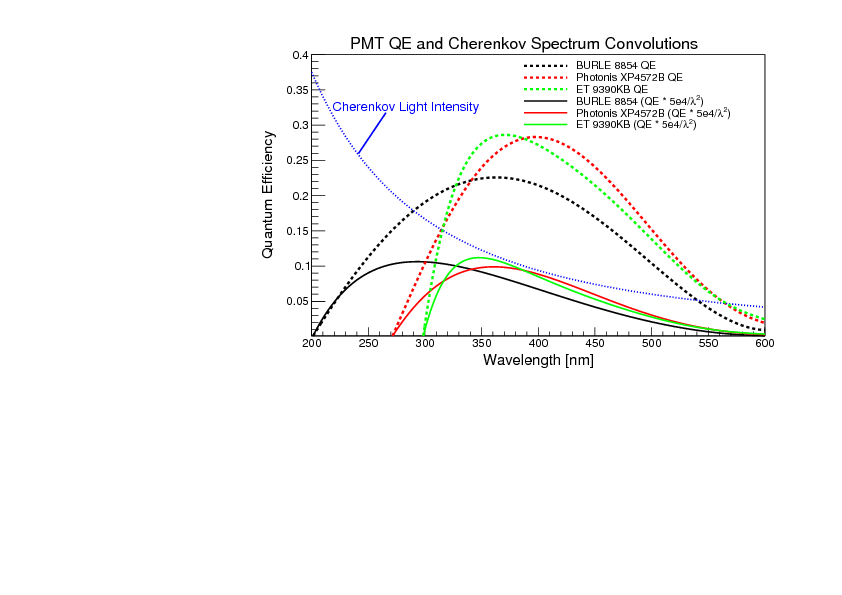 PMT QE and Cherenkov Spectrum Convolutions
0.4
0.35
0.3
0.25
0.2
0.15
0.1
0.05
Quantum Efficiency
BURLE 8854 QE
Photonis XP4572B QE
ET 9390KB QE
BURLE 8854 (QE * 5e4/λ²)
Photonis XP4572B (QE * 5e4/λ²)
ET 9390KB (QE * 5e4/λ²)
Cherenkov Light Intensity
200 250 300 350 400 450 500 550 600
Wavelength [nm]